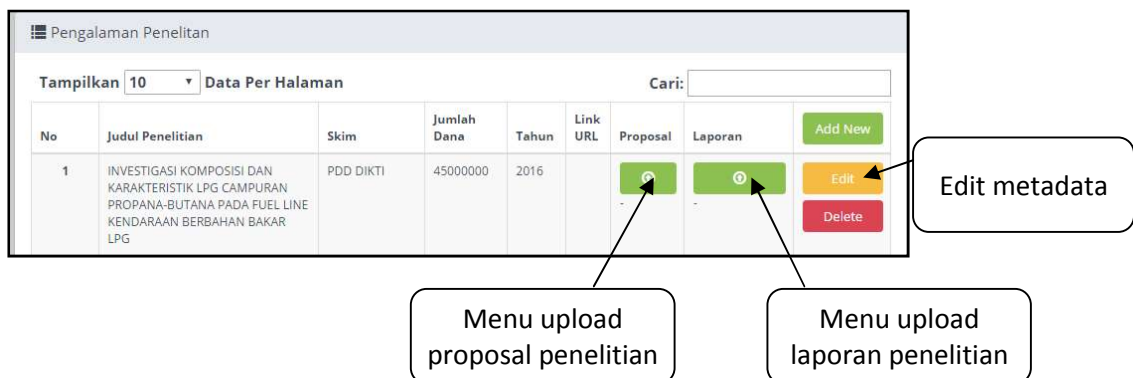 Pengalaman Penelitan
Tampilkan 10 Data Per Halaman Cari:
No Judul Penelitian Skim Jumlah Dana Tahun Link URL Proposal Laporan Add New
1 INVESTIGASI KOMPOSISI DAN PDD DIKTI 45000000 2016 Edit
KARAKTERISTIK LPG CAMPURAN
PROPANA-BUTANA PADA FUEL LINE - - Delete
KENDARAAN BERBAHAN BAKAR
LPG
Edit metadata
Menu upload
proposal penelitian
Menu upload
laporan penelitian